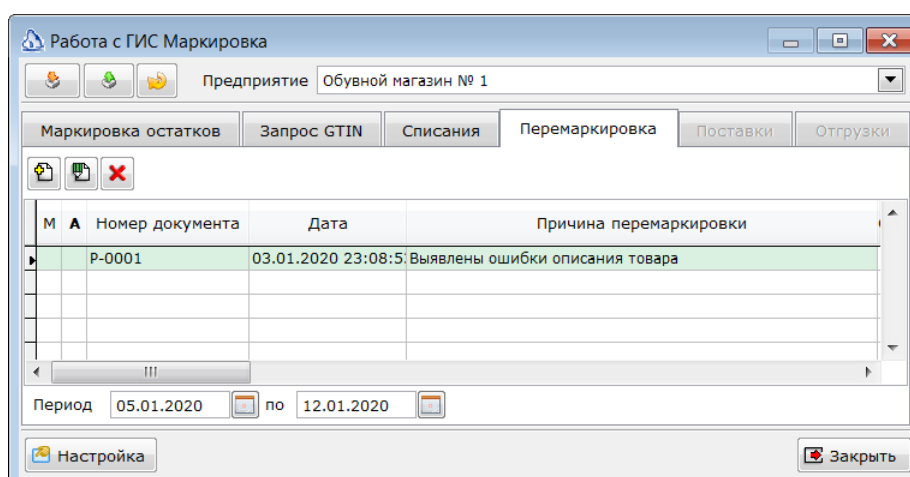 Работа с ГИС Маркировка
Предприятие Обувной магазин № 1
Маркировка остатков Запрос GTIN Списания Перемаркировка Поставки Отгрузки
М А Номер документа Дата Причина перемаркировки
Р-0001 03.01.2020 23:08:5 Выявлены ошибки описания товара
Период 05.01.2020 по 12.01.2020
Настройка Закрыть